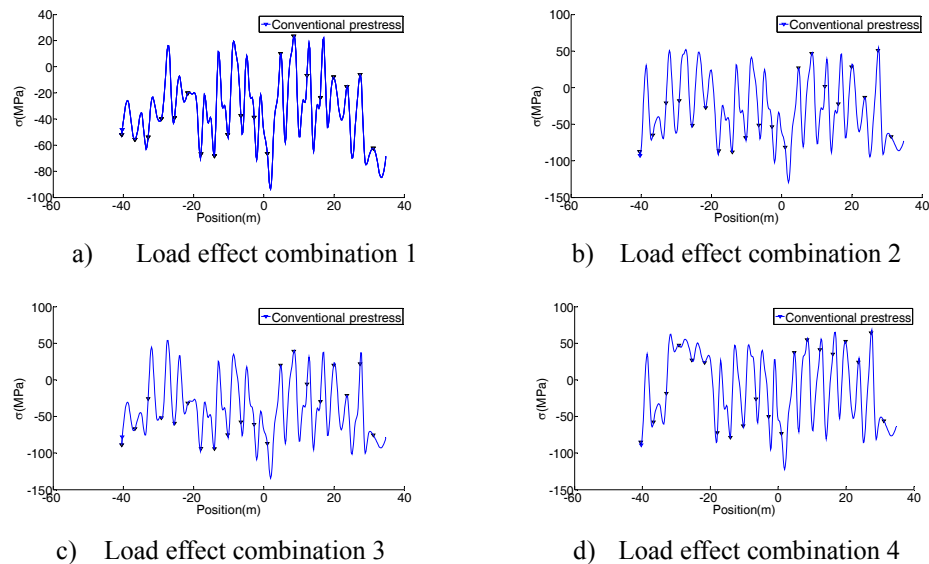 40
20
0
-20
-40
-60
-80
-100
σ(MPa)
Conventional prestress
-60 -40 -20 0 20 40
Position(m)
a) Load effect combination 1
100
50
0
-50
-100
-150
σ(MPa)
Conventional prestress
-60 -40 -20 0 20 40
Position(m)
b) Load effect combination 2
100
50
0
-50
-100
-150
σ(MPa)
Conventional prestress
-60 -40 -20 0 20 40
Position(m)
c) Load effect combination 3
100
50
0
-50
-100
-150
σ(MPa)
Conventional prestress
-60 -40 -20 0 20 40
Position(m)
d) Load effect combination 4